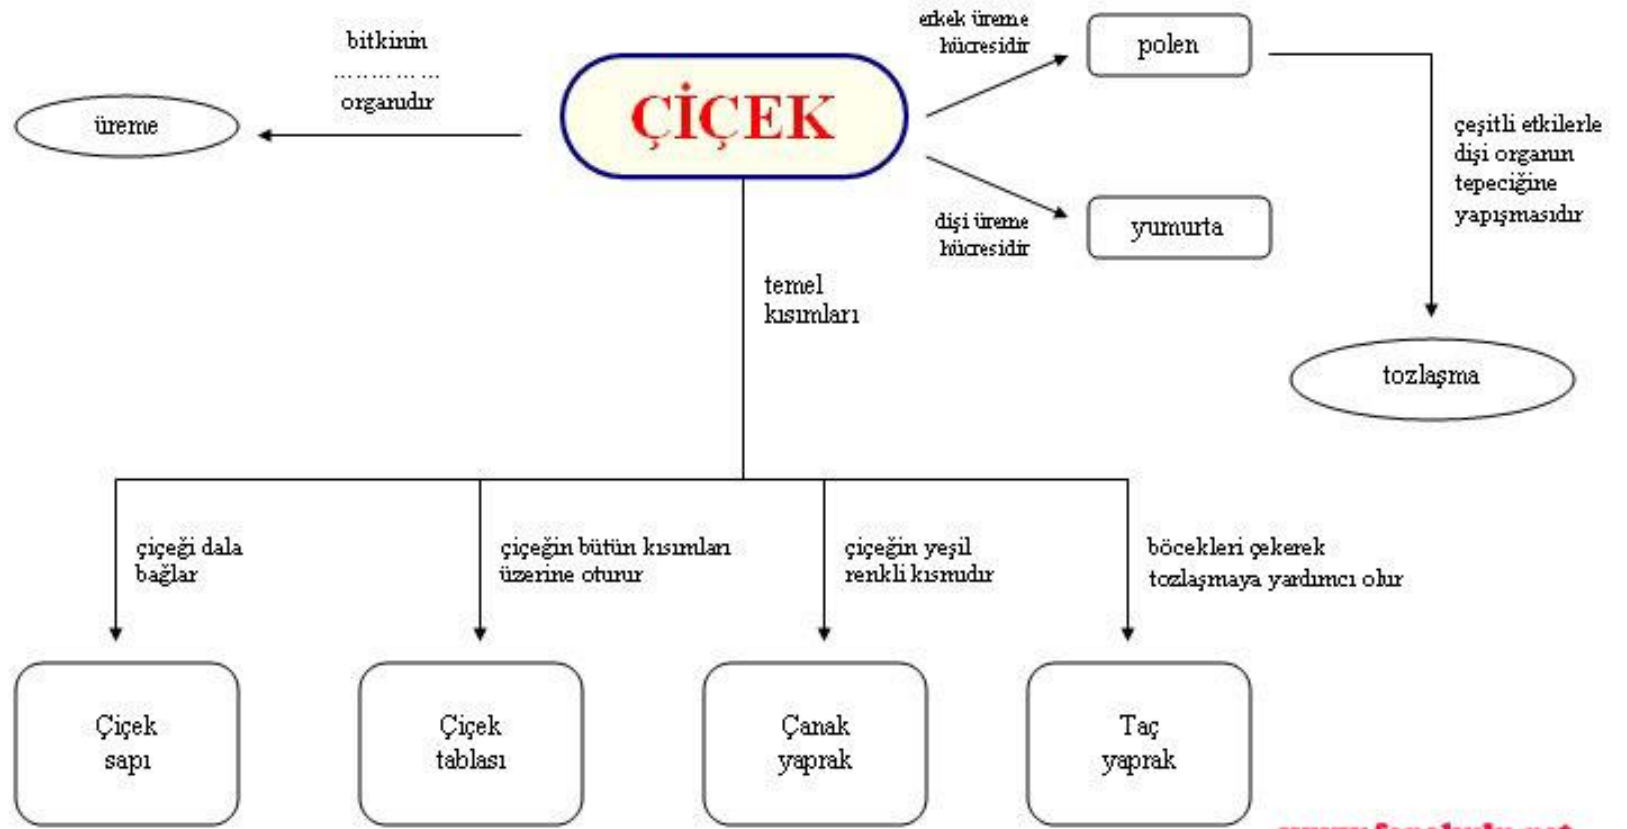 erkek üreme
hücresidir
polen
bitkinin
…………
organıdır
ÇİÇEK
üreme
çeşitli etkilerle
dişi organın
tepeciğine
yapışmasıdır
dişi üreme
hücresidir
yumurta
temel
kısımları
tozlaşma
çiçeği dala
bağlar
çiçeğin bütün kısımları
üzerine oturur
çiçeğin yeşil
renkli kısmıdır
böcekleri çekerek
tozlaşmaya yardımcı olur
Çiçek
sapı
Çiçek
tablası
Çanak
yaprak
Taç
yaprak